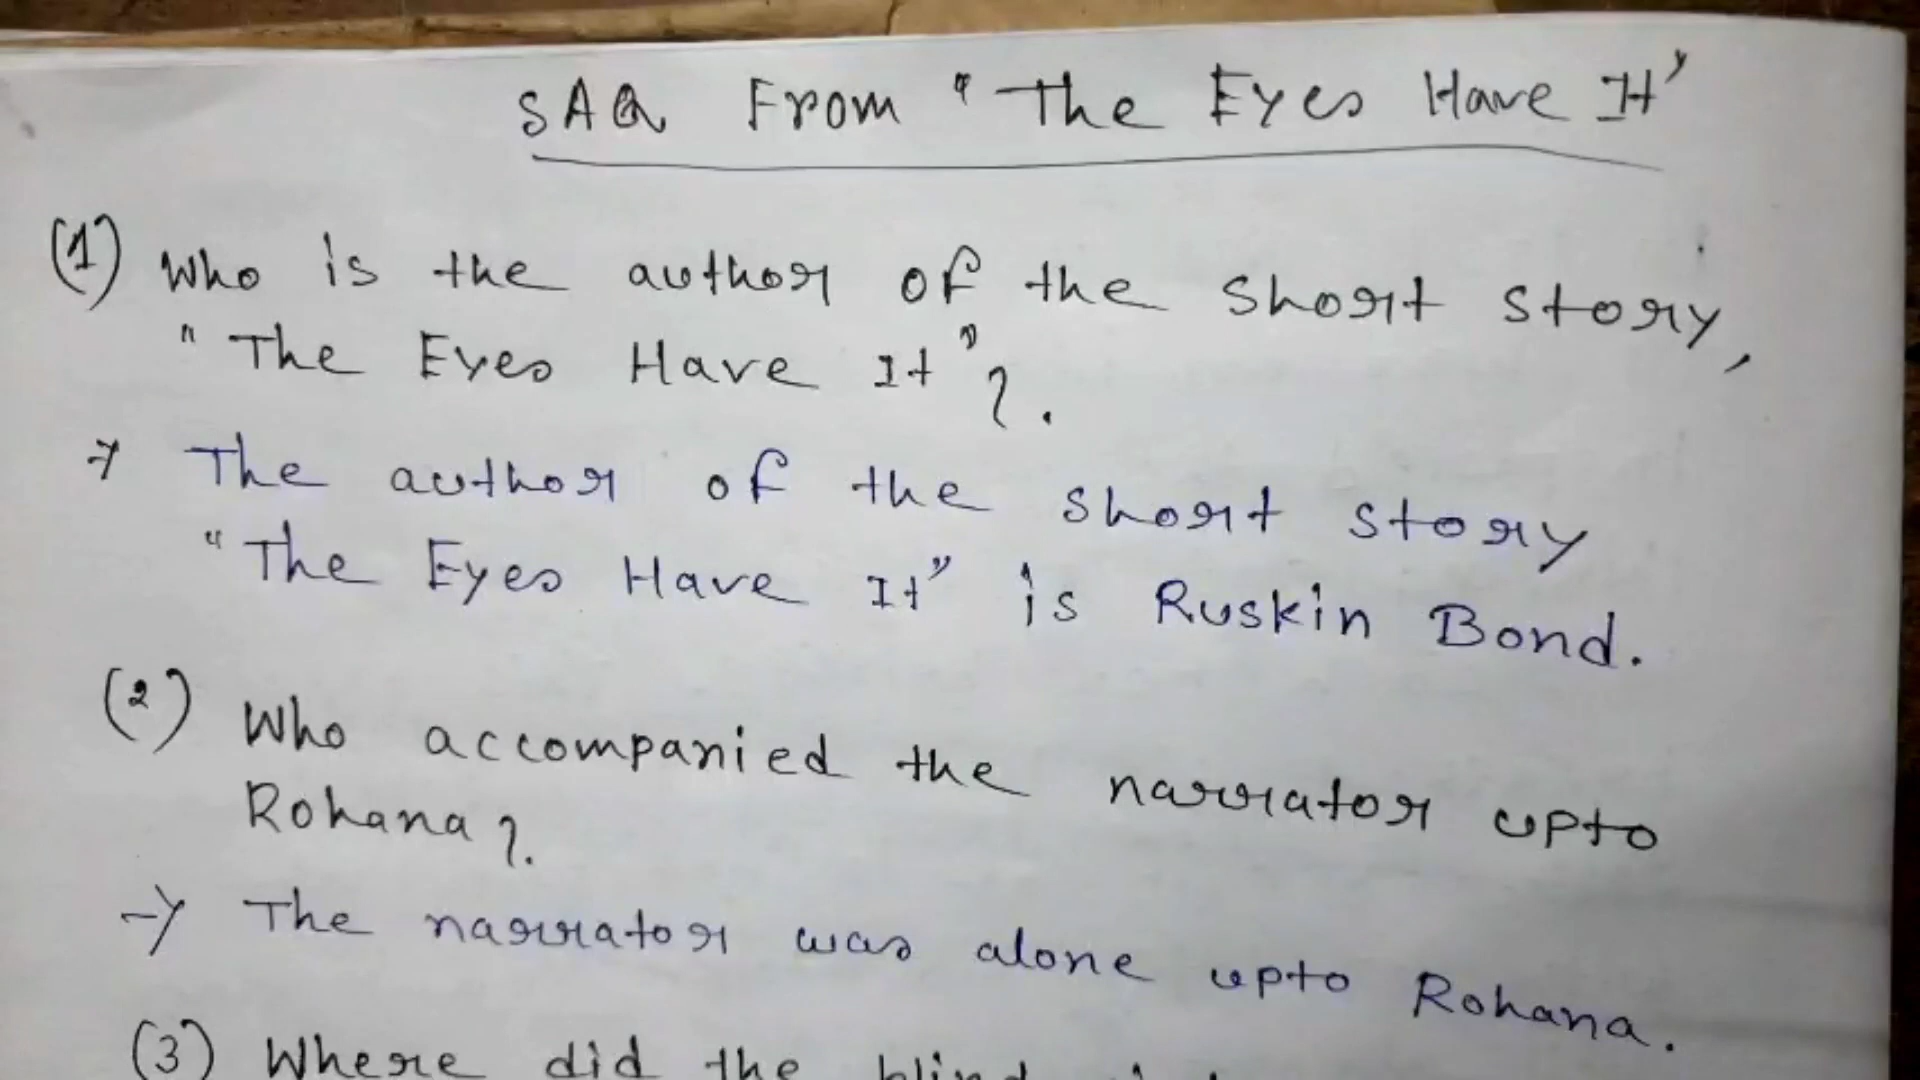 SAQ From "The Eyes Have It"
(1) Who is the author of the short story,
"The Eyes Have It"?.
→ The author of the short story
"The Eyes Have It" is Ruskin Bond.
(2) Who accompanied the narrator upto
Rohana?.
→ The narrator was alone upto Rohana.
(3) Where did the blind